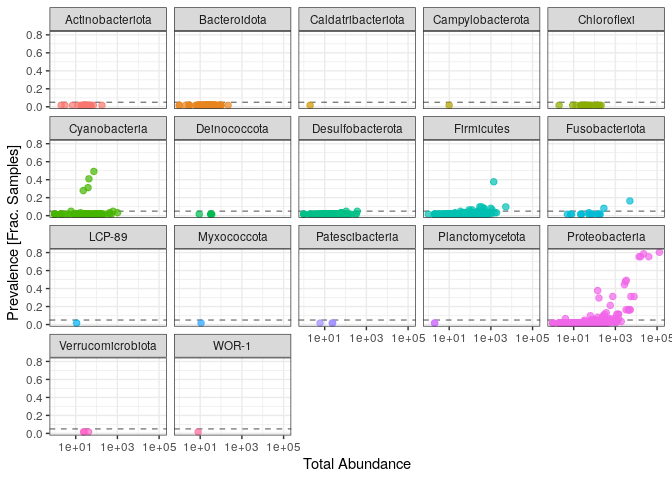 Actinobacteriota Bacteroidota Caldatribacteriota Campylobacterota Chloroflexi
0.8
0.6
0.4
0.2
0.0
Cyanobacteria Deinococcota Desulfobacterota Firmicutes Fusobacteriota
0.8
0.6
0.4
0.2
0.0
LCP-89 Myxococcota Patescibacteria Planctomycetota Proteobacteria
0.8
0.6
0.4
0.2
0.0
1e+01 1e+03 1e+05 1e+01 1e+03 1e+05 1e+01 1e+03 1e+05
Verrucomicrobiota WOR-1
0.8
0.6
0.4
0.2
0.0
1e+01 1e+03 1e+05 1e+01 1e+03 1e+05
Prevalence [Frac. Samples]
Total Abundance